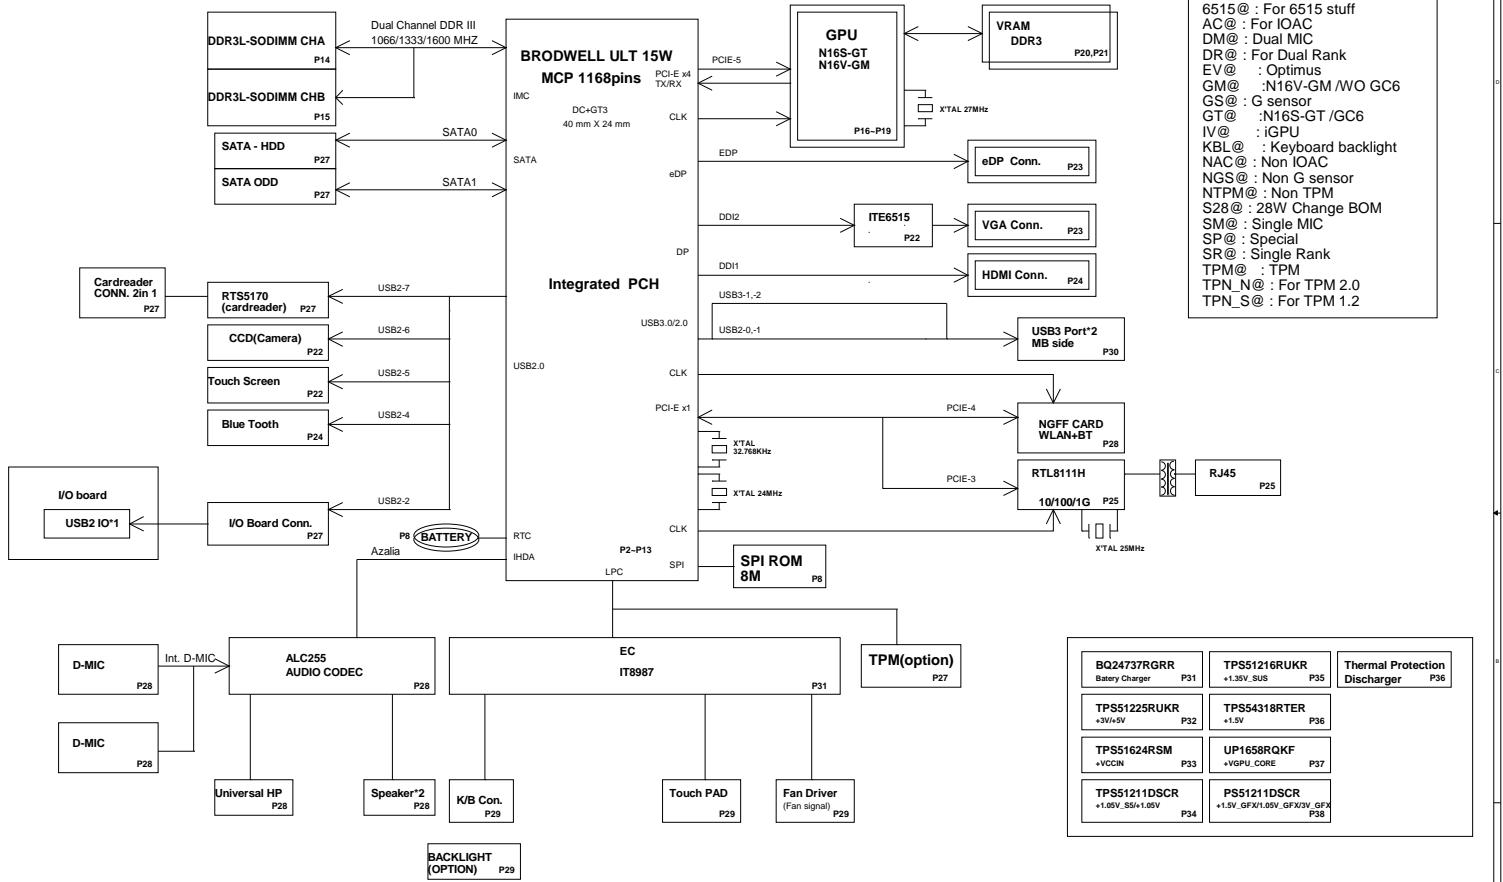 DDR3L-SODIMM CHA
P14
DDR3L-SODIMM CHB
P15
Dual Channel DDR III
1066/1333/1600 MHZ
SATA - HDD
P27
SATA0
SATA ODD
P27
SATA1
Cardreader
CONN. 2in 1
P27
RTS5170
(cardreader) P27
USB2-7
CCD(Camera)
P22
USB2-6
Touch Screen
P22
USB2-5
Blue Tooth
P24
USB2-4
I/O board
USB2 IO*1
I/O Board Conn.
P27
USB2-2
P8 BATTERY
Azalia
BRODWELL ULT 15W
MCP 1168pins
DC+GT3
40 mm X 24 mm
IMC
SATA
Integrated PCH
USB2.0
RTC
IHDA
P2~P13
LPC
PCI-E x4
TX/RX
CLK
eDP
DP
USB3.0/2.0
CLK
PCI-E x1
CLK
SPI
PCIE-5
GPU
N16S-GT
N16V-GM
P16~P19
VRAM
DDR3
P20,P21
X'TAL 27MHz
EDP
eDP Conn.
P23
DDI2
ITE6515
P22
VGA Conn.
P23
DDI1
HDMI Conn.
P24
USB3-1,-2
USB2-0,-1
USB3 Port*2
MB side
P30
PCIE-4
NGFF CARD
WLAN+BT
P28
X'TAL
32.768KHz
X'TAL 24MHz
PCIE-3
RTL8111H
10/100/1G
P25
RJ45
P25
X'TAL 25MHz
SPI ROM
8M
P8
D-MIC
P28
Int. D-MIC
D-MIC
P28
ALC255
AUDIO CODEC
P28
EC
IT8987
P31
TPM(option)
P27
Universal HP
P28
Speaker*2
P28
K/B Con.
P29
Touch PAD
P29
Fan Driver
(Fan signal)
P29
BACKLIGHT
(OPTION) P29
6515@ : For 6515 stuff
AC@ : For IOAC
DM@ : Dual MIC
DR@ : For Dual Rank
EV@ : Optimus
GM@ :N16V-GM /WO GC6
GS@ : G sensor
GT@ :N16S-GT /GC6
IV@ : iGPU
KBL@ : Keyboard backlight
NAC@ : Non IOAC
NGS@ : Non G sensor
NTPM@ : Non TPM
S28@ : 28W Change BOM
SM@ : Single MIC
SP@ : Special
SR@ : Single Rank
TPM@ : TPM
TPN_N@ : For TPM 2.0
TPN_S@ : For TPM 1.2
BQ24737RGRR
Batery Charger P31
TPS51216RUKR
+1.35V_SUS P35
Thermal Protection
Discharger P36
TPS51225RUKR
+3V/+5V P32
TPS54318RTER
+1.5V P36
TPS51624RSM
+VCCIN P33
UP1658RQKF
+VGPU_CORE P37
TPS51211DSCR
+1.05V_S5/+1.05V
P34
PS51211DSCR
+1.5V_GFX/1.05V_GFX/3V_GFX
P38
D
C
B